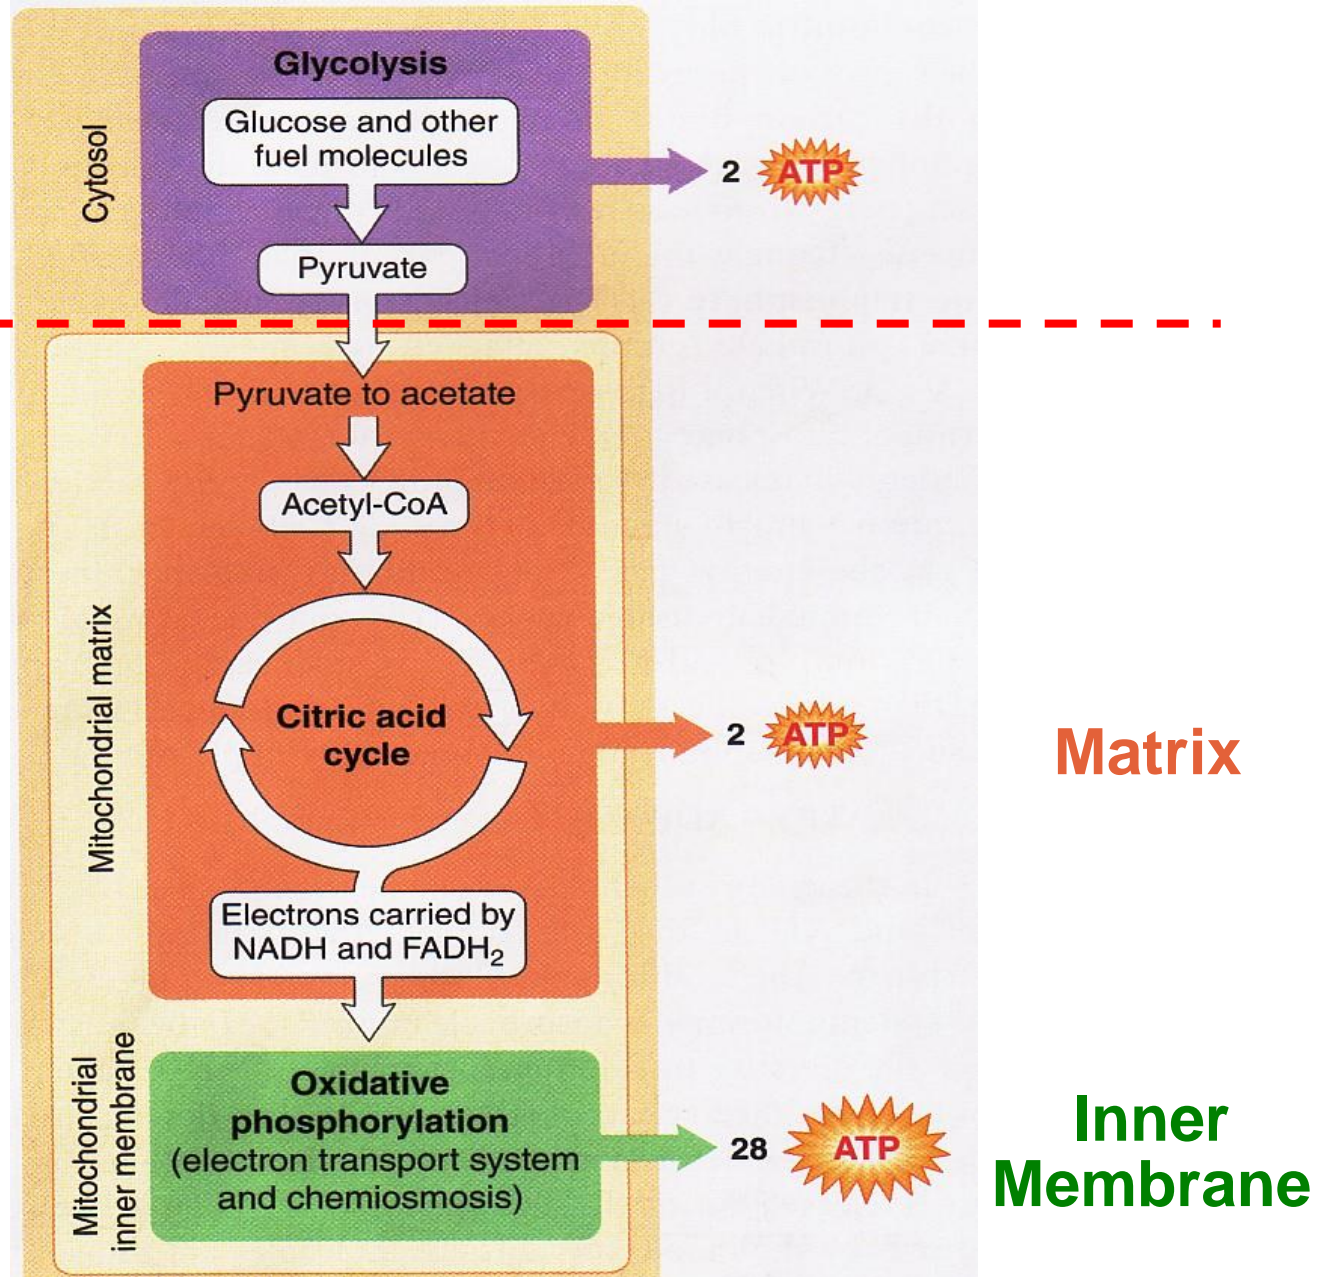 Glycolysis
Glucose and other
fuel molecules
Cytosol
2 ATP
Pyruvate
Pyruvate to acetate
Acetyl-CoA
Mitochondrial matrix
Citric acid
cycle
2 ATP
Matrix
Electrons carried by
NADH and FADH₂
Mitochondrial
inner membrane
Oxidative
phosphorylation
(electron transport system
and chemiosmosis)
28 ATP
Inner
Membrane